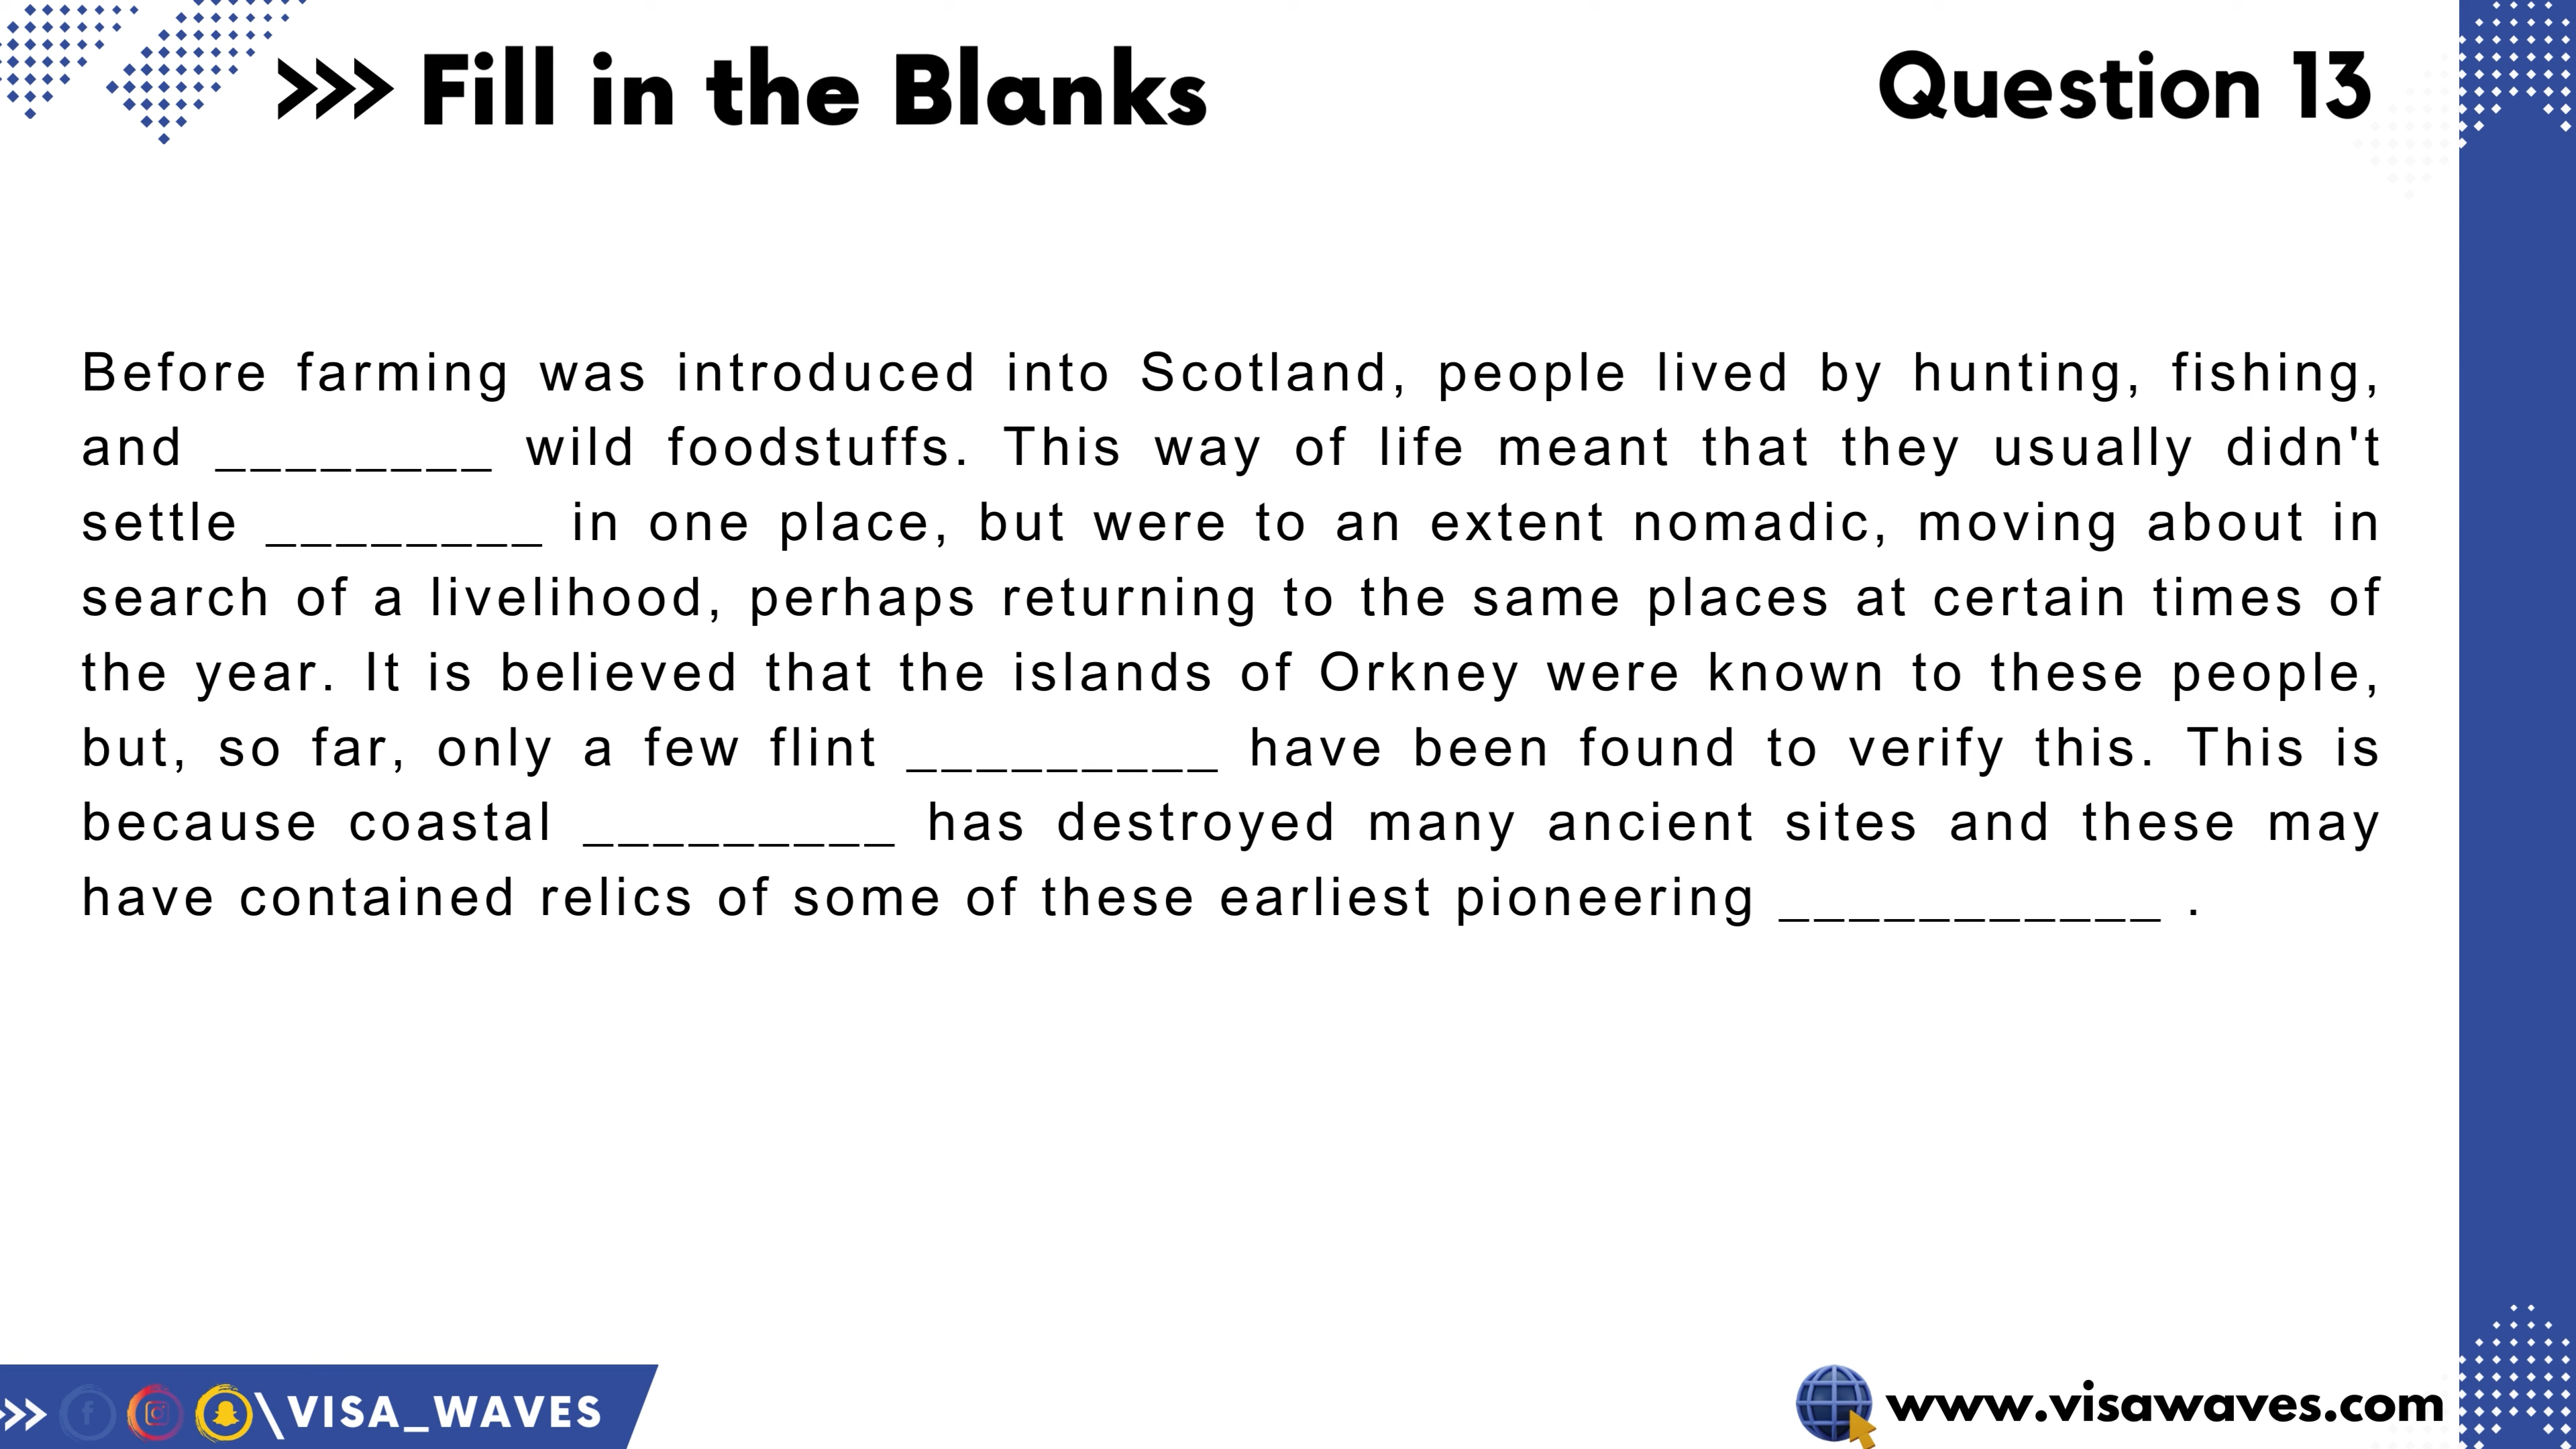 >>> Fill in the Blanks
Question 13
Before farming was introduced into Scotland, people lived by hunting, fishing,
and ________ wild foodstuffs. This way of life meant that they usually didn't
settle ________ in one place, but were to an extent nomadic, moving about in
search of a livelihood, perhaps returning to the same places at certain times of
the year. It is believed that the islands of Orkney were known to these people,
but, so far, only a few flint _________ have been found to verify this. This is
because coastal _________ has destroyed many ancient sites and these may
have contained relics of some of these earliest pioneering ___________ .
\VISA_WAVES
www.visawaves.com